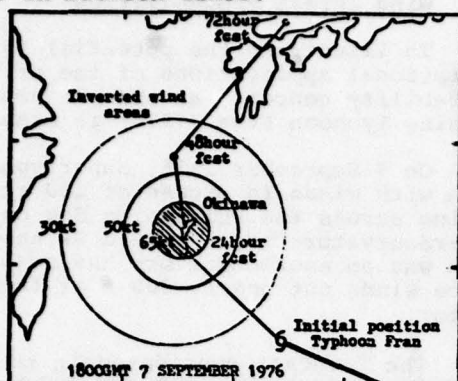 72hour
fcst
Inverted wind
areas
48hour
fcst
Okinawa
30kt
50kt
65kt
24hour
fcst
Initial position
Typhoon Fran
1800GMT 7 SEPTEMBER 1976